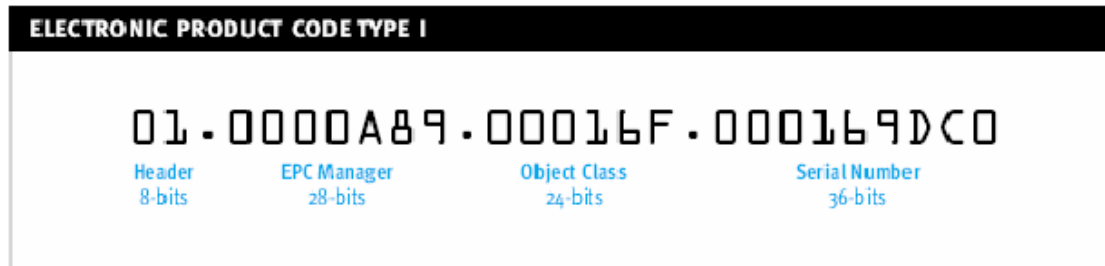 ELECTRONIC PRODUCT CODE TYPE I
01.0000A89.00016F.000169DC0
Header EPC Manager Object Class Serial Number
8-bits 28-bits 24-bits 36-bits